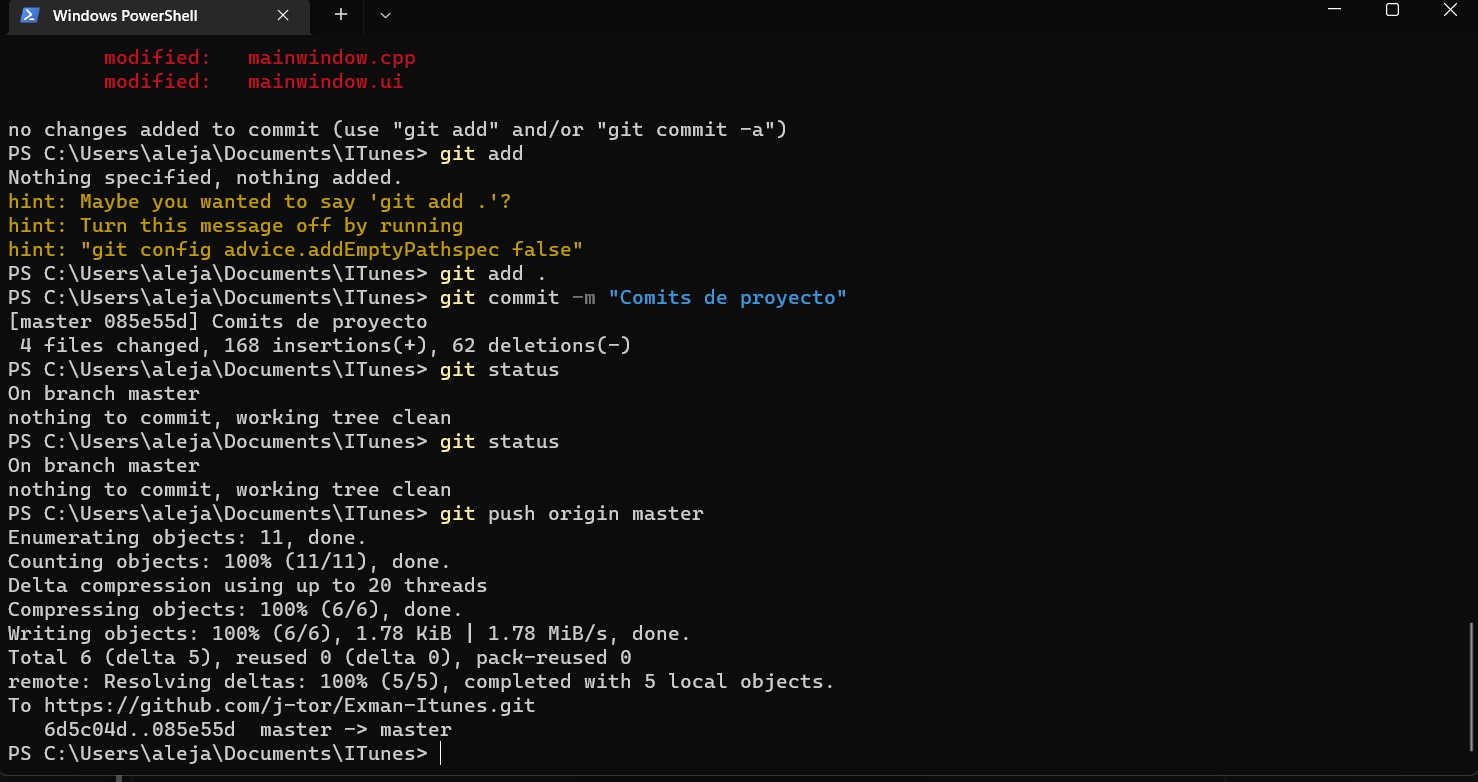 Windows PowerShell
modified:   mainwindow.cpp
modified:   mainwindow.ui
no changes added to commit (use "git add" and/or "git commit -a")
PS C:\Users\aleja\Documents\ITunes> git add
Nothing specified, nothing added.
hint: Maybe you wanted to say 'git add .'?
hint: Turn this message off by running
hint: "git config advice.addEmptyPathspec false"
PS C:\Users\aleja\Documents\ITunes> git add .
PS C:\Users\aleja\Documents\ITunes> git commit -m "Comits de proyecto"
[master 085e55d] Comits de proyecto
 4 files changed, 168 insertions(+), 62 deletions(-)
PS C:\Users\aleja\Documents\ITunes> git status
On branch master
nothing to commit, working tree clean
PS C:\Users\aleja\Documents\ITunes> git status
On branch master
nothing to commit, working tree clean
PS C:\Users\aleja\Documents\ITunes> git push origin master
Enumerating objects: 11, done.
Counting objects: 100% (11/11), done.
Delta compression using up to 20 threads
Compressing objects: 100% (6/6), done.
Writing objects: 100% (6/6), 1.78 KiB | 1.78 MiB/s, done.
Total 6 (delta 5), reused 0 (delta 0), pack-reused 0
remote: Resolving deltas: 100% (5/5), completed with 5 local objects.
To https://github.com/j-tor/Exman-Itunes.git
   6d5c04d..085e55d  master -> master
PS C:\Users\aleja\Documents\ITunes>